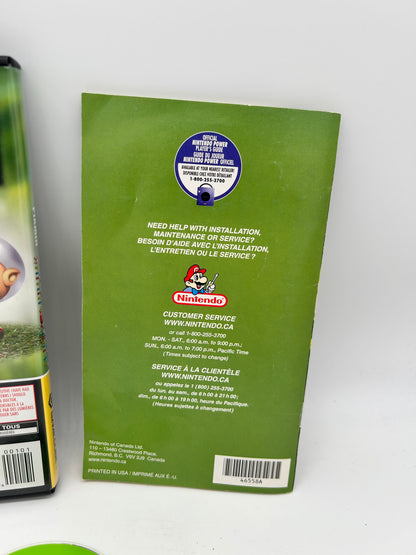 OFFICIAL
NINTENDO POWER
PLAYER'S GUIDE
GUIDE DU JOUEUR
NINTENDO POWER OFFICIEL
AVAILABLE AT YOUR NEAREST RETAILER!
DISPONIBLE CHEZ VOTRE DÉTAILLANT
1-800-255-3700
NEED HELP WITH INSTALLATION,
MAINTENANCE OR SERVICE?
BESOIN D'AIDE AVEC L'INSTALLATION,
L'ENTRETIEN OU LE SERVICE ?
Nintendo
CUSTOMER SERVICE
WWW.NINTENDO.CA
or call 1-800-255-3700
MON. - SAT., 6:00 a.m. to 9:00 p.m.;
SUN., 6:00 a.m. to 7:00 p.m., Pacific Time
(Times subject to change)
SERVICE À LA CLIENTÈLE
WWW.NINTENDO.CA
ou appelez le 1 (800) 255-3700
du lun. au sam., de 6 h 00 à 21 h 00;
dim., de 6 h 00 à 19 h 00, heure du Pacifique.
(Heures sujettes à changement)
Nintendo of Canada Ltd.
110 – 13480 Crestwood Place,
Richmond, B.C. V6V 2J9 Canada
www.nintendo.ca
PRINTED IN USA / IMPRIMÉ AUX É.-U.
46558A
TOUS
00101